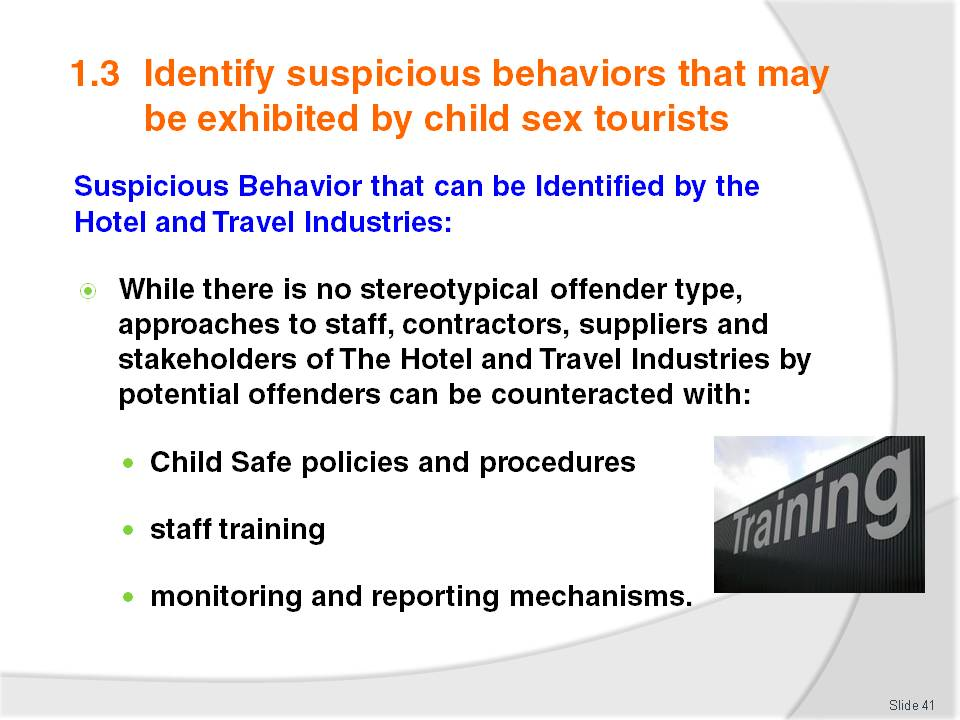 1.3 Identify suspicious behaviors that may
be exhibited by child sex tourists
Suspicious Behavior that can be Identified by the
Hotel and Travel Industries:
While there is no stereotypical offender type,
approaches to staff, contractors, suppliers and
stakeholders of The Hotel and Travel Industries by
potential offenders can be counteracted with:
Child Safe policies and procedures
staff training
monitoring and reporting mechanisms.
Training
Slide 41